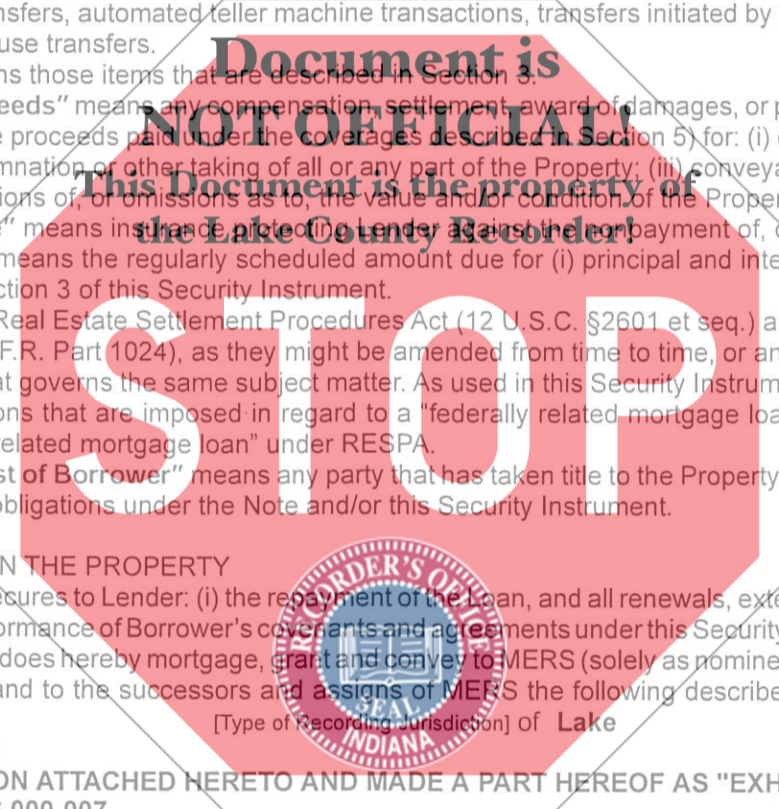 nsfers, automated teller machine transactions, transfers initiated by
use transfers.
Document is
ns those items that are described in Section 3.
eeds" means any compensation, settlement, award of damages, or p
NOT OFFICIAL!
e proceeds paid under the coverages described in Section 5) for: (i)
mnation or other taking of all or any part of the Property; (iii) conveya
This Document is the property of
ions of, or omissions as to, the value and/or condition of the Proper
the Lake County Recorder!
" means insurance protecting Lender against the nonpayment of,
means the regularly scheduled amount due for (i) principal and inte
ction 3 of this Security Instrument.
Real Estate Settlement Procedures Act (12 U.S.C. §2601 et seq.) a
F.R. Part 1024), as they might be amended from time to time, or an
at governs the same subject matter. As used in this Security Instrum
STOP
ons that are imposed in regard to a "federally related mortgage loa
elated mortgage loan" under RESPA.
st of Borrower" means any party that has taken title to the Property
obligations under the Note and/or this Security Instrument.
N THE PROPERTY
ecures to Lender: (i) the repayment of the Loan, and all renewals, exte
ormance of Borrower's covenants and agreements under this Security
does hereby mortgage, grant and convey to MERS (solely as nomine
and to the successors and assigns of MERS the following describe
[Type of Recording Jurisdiction] of Lake
RECORDER'S OFFICE
SEAL
INDIANA
ON ATTACHED HERETO AND MADE A PART HEREOF AS "EXH